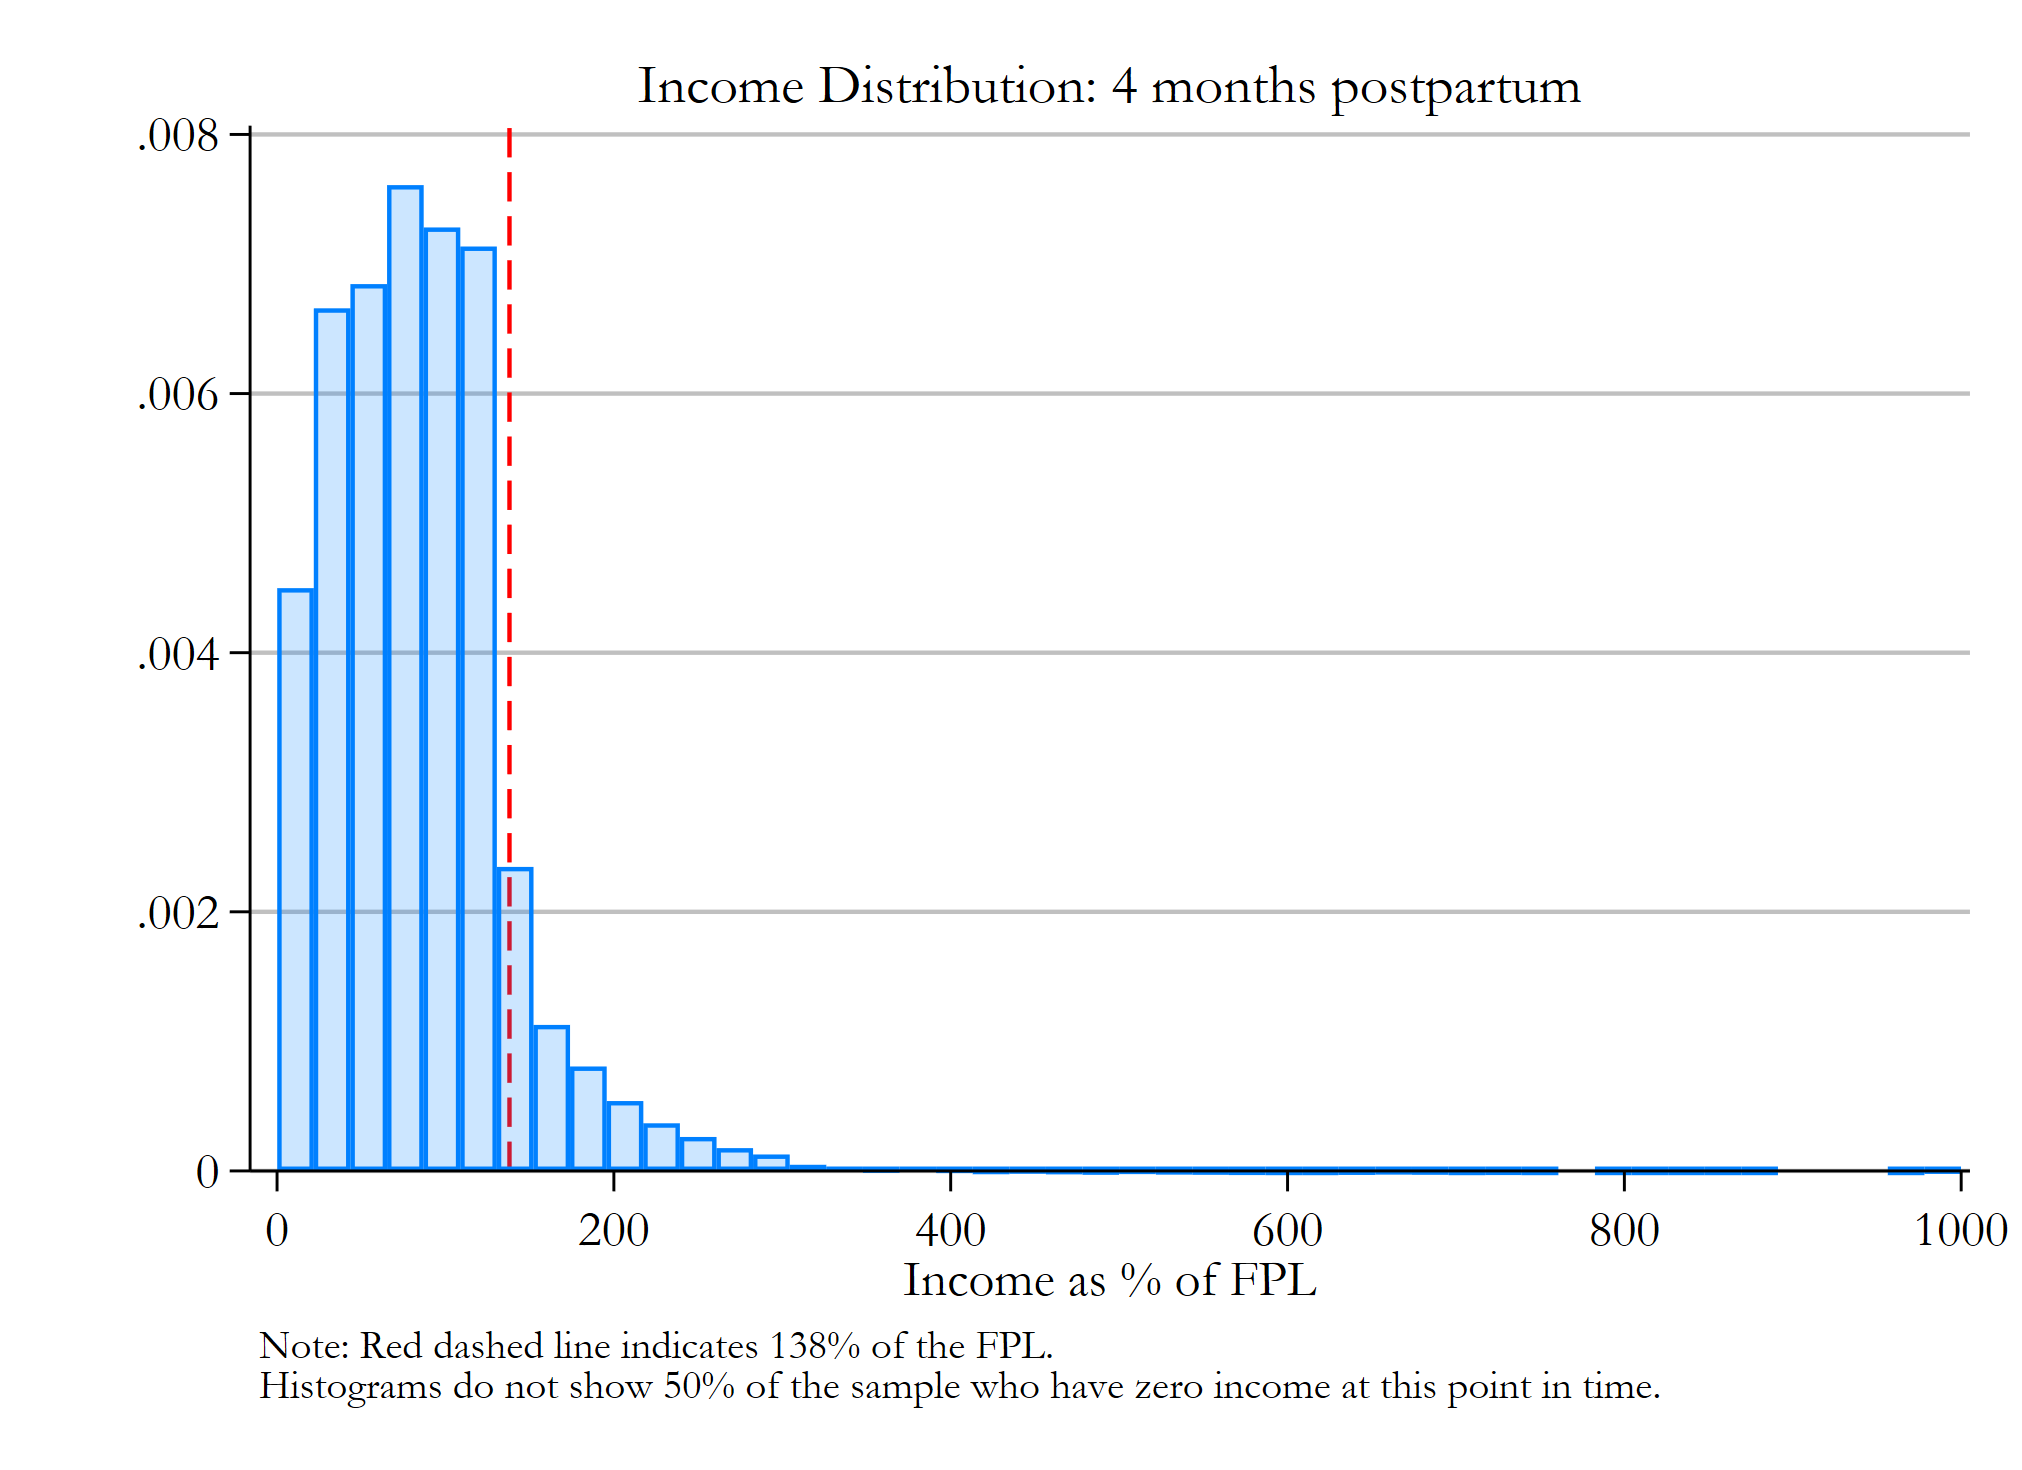 Income Distribution: 4 months postpartum
.008
.006
.004
.002
0
0 200 400 600 800 1000
Income as % of FPL
Note: Red dashed line indicates 138% of the FPL.
Histograms do not show 50% of the sample who have zero income at this point in time.